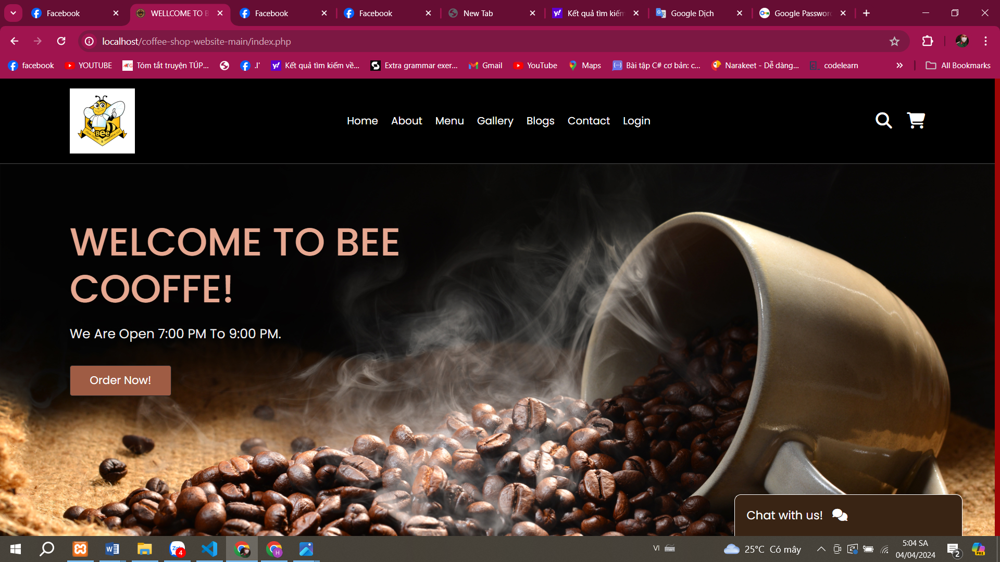 Facebook
WELLCOME TO B
Facebook
Facebook
New Tab
Kết quả tìm kiếm
Google Dịch
Google Password
localhost/coffee-shop-website-main/index.php
facebook
YOUTUBE
Tóm tắt truyện TÚP...
.I'
Kết quả tìm kiếm về...
Extra grammar exer...
Gmail
YouTube
Maps
Bài tập C# cơ bản: c...
Narakeet - Dễ dàng...
codelearn
All Bookmarks
Bee
Home
About
Menu
Gallery
Blogs
Contact
Login
WELCOME TO BEE
COOFFE!
We Are Open 7:00 PM To 9:00 PM.
Order Now!
Chat with us!
4
H
VI
25°C Có mây
5:04 SA
04/04/2024
2
PRE